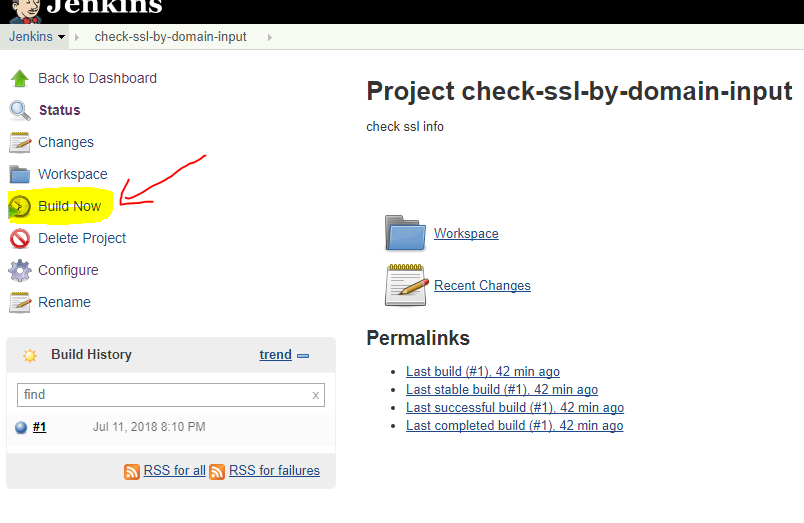 Jenkins
Jenkins check-ssl-by-domain-input
Back to Dashboard
Status
Changes
Workspace
Build Now
Delete Project
Configure
Rename
Build History trend
find x
#1 Jul 11, 2018 8:10 PM
RSS for all RSS for failures
Project check-ssl-by-domain-input
check ssl info
Workspace
Recent Changes
Permalinks
Last build (#1), 42 min ago
Last stable build (#1), 42 min ago
Last successful build (#1), 42 min ago
Last completed build (#1), 42 min ago